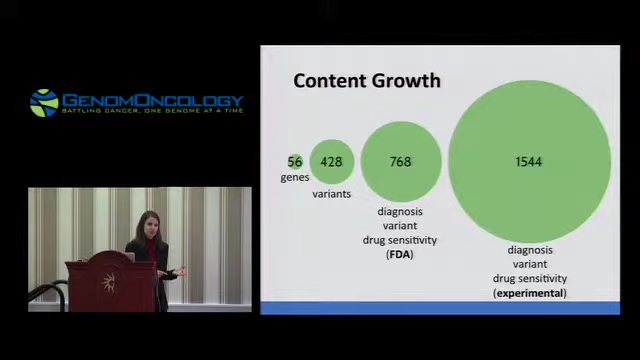 GENOMONCOLOGY
BATTLING CANCER, ONE GENOME AT A TIME
Content Growth
56
genes
428
variants
768
diagnosis
variant
drug sensitivity
(FDA)
1544
diagnosis
variant
drug sensitivity
(experimental)